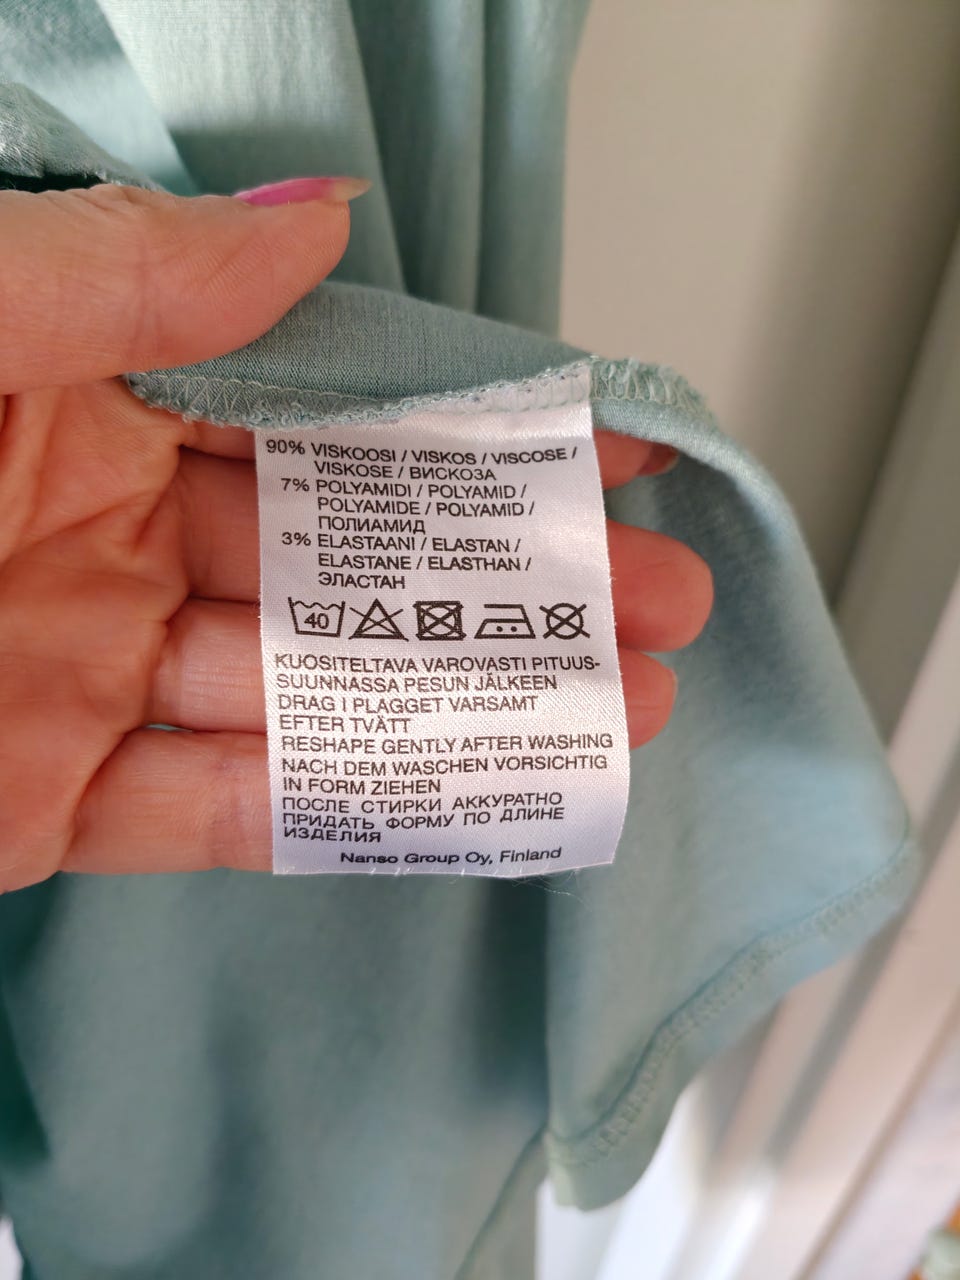 90% VISKOOSI / VISKOS / VISCOSE /
VISKOSE / ВИСКОЗА
7% POLYAMIDI / POLYAMID /
POLYAMIDE / POLYAMID /
ПОЛИАМИД
3% ELASTAANI / ELASTAN /
ELASTANE / ELASTHAN /
ЭЛАСТАН
40
KUOSITELTAVA VAROVASTI PITUUS-
SUUNNASSA PESUN JÄLKEEN
DRAG I PLAGGET VARSAMT
EFTER TVÄTT
RESHAPE GENTLY AFTER WASHING
NACH DEM WASCHEN VORSICHTIG
IN FORM ZIEHEN
ПОСЛЕ СТИРКИ АККУРАТНО
ПРИДАТЬ ФОРМУ ПО ДЛИНЕ
ИЗДЕЛИЯ
Nanso Group Oy, Finland